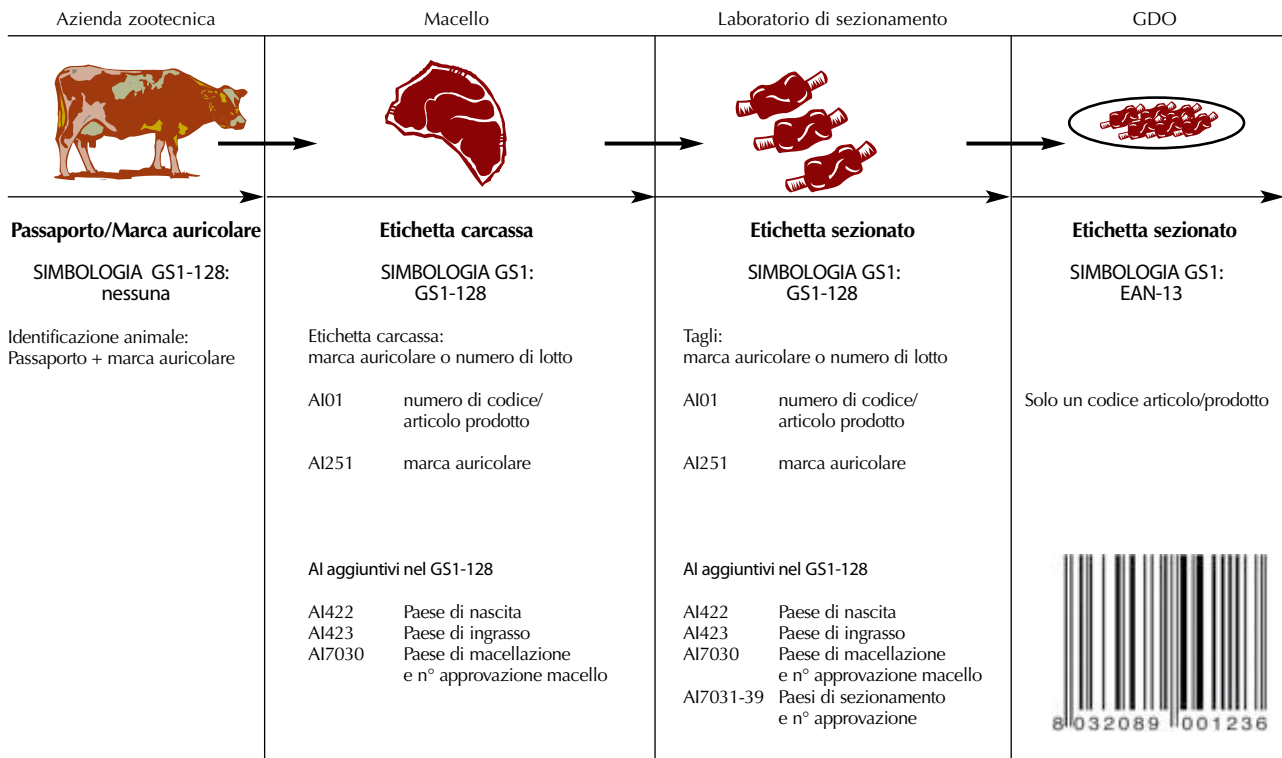 Azienda zootecnica
Macello
Laboratorio di sezionamento
GDO
Passaporto/Marca auricolare
SIMBOLOGIA GS1-128:
nessuna
Identificazione animale:
Passaporto + marca auricolare
Etichetta carcassa
SIMBOLOGIA GS1:
GS1-128
Etichetta carcassa:
marca auricolare o numero di lotto
AI01 numero di codice/
articolo prodotto
AI251 marca auricolare
AI aggiuntivi nel GS1-128
AI422 Paese di nascita
AI423 Paese di ingrasso
AI7030 Paese di macellazione
e n° approvazione macello
Etichetta sezionato
SIMBOLOGIA GS1:
GS1-128
Tagli:
marca auricolare o numero di lotto
AI01 numero di codice/
articolo prodotto
AI251 marca auricolare
AI aggiuntivi nel GS1-128
AI422 Paese di nascita
AI423 Paese di ingrasso
AI7030 Paese di macellazione
e n° approvazione macello
AI7031-39 Paesi di sezionamento
e n° approvazione
Etichetta sezionato
SIMBOLOGIA GS1:
EAN-13
Solo un codice articolo/prodotto
8 032089 001236